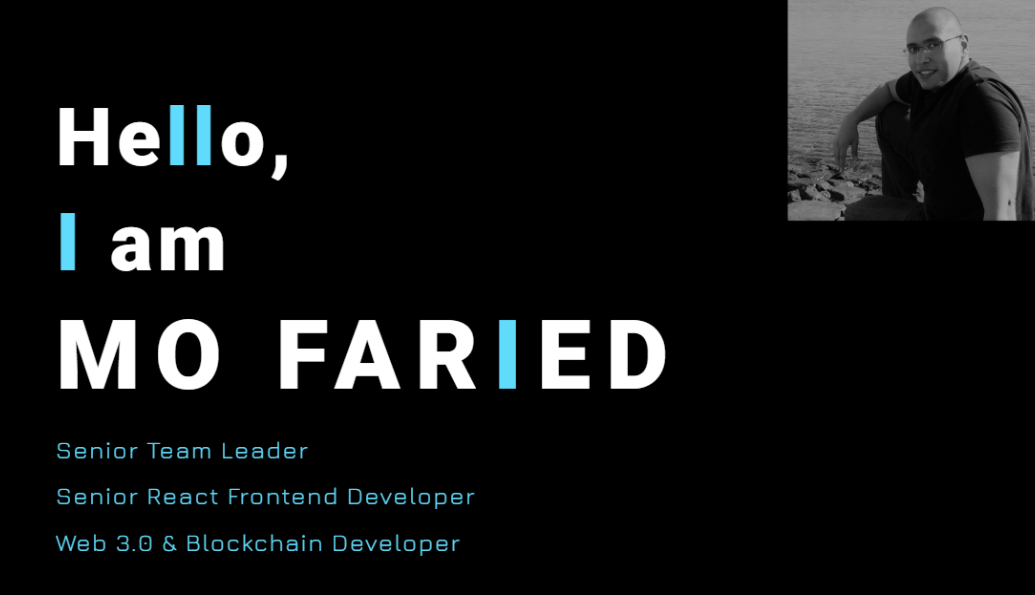 Hello,
I am
MO FARIED
Senior Team Leader
Senior React Frontend Developer
Web 3.0 & Blockchain Developer